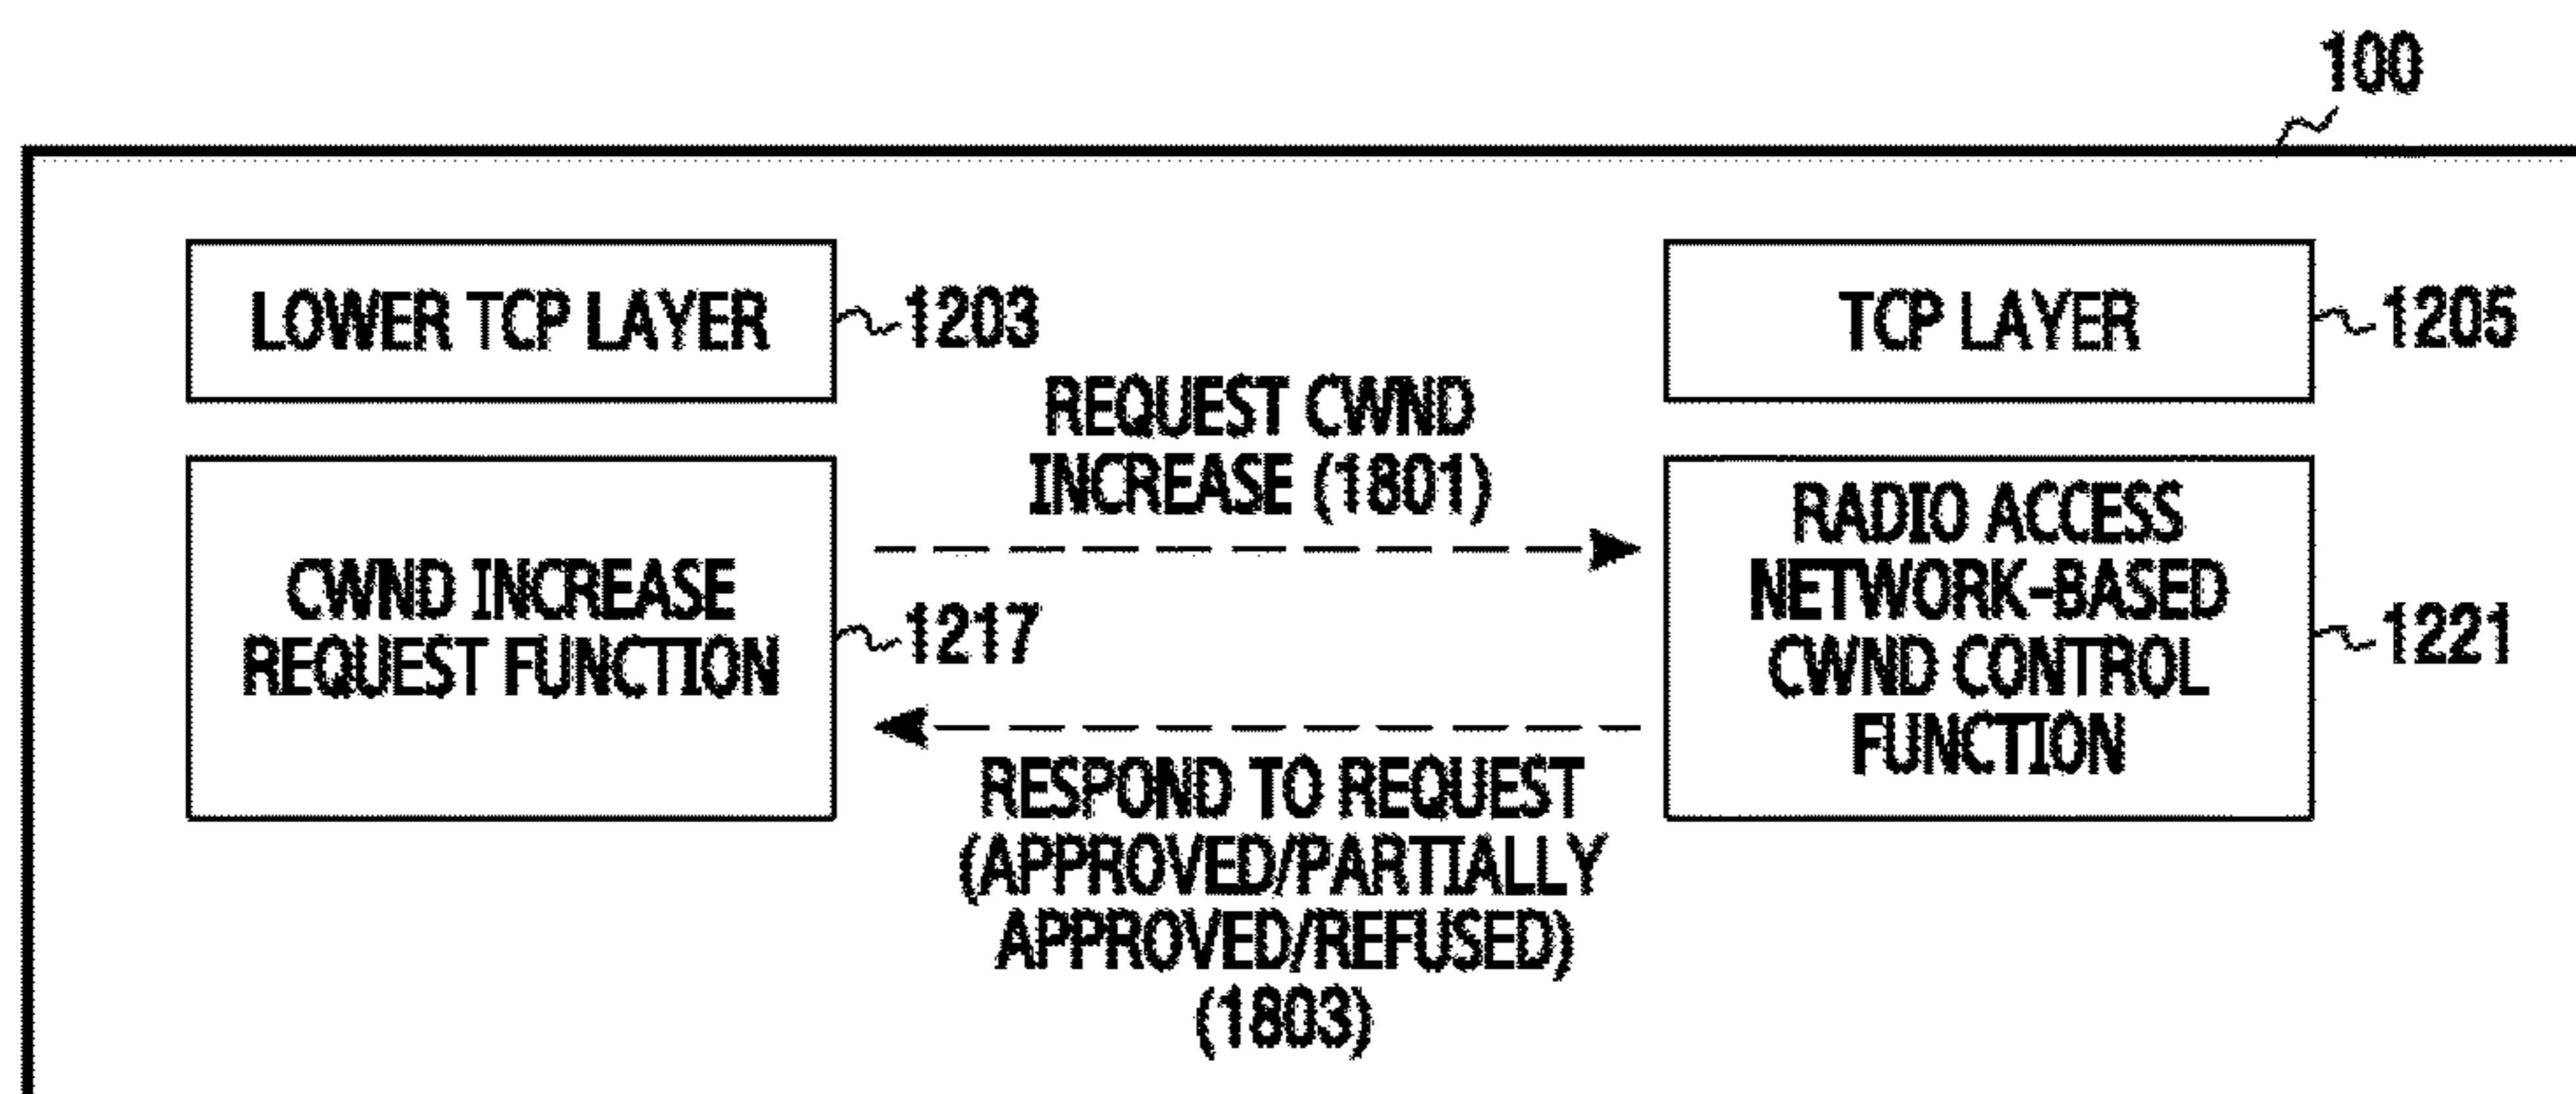 100
LOWER TCP LAYER
1203
TCP LAYER
1205
REQUEST CWND
INCREASE (1801)
CWND INCREASE
REQUEST FUNCTION
1217
RADIO ACCESS
NETWORK-BASED
CWND CONTROL
FUNCTION
1221
RESPOND TO REQUEST
(APPROVED/PARTIALLY
APPROVED/REFUSED)
(1803)